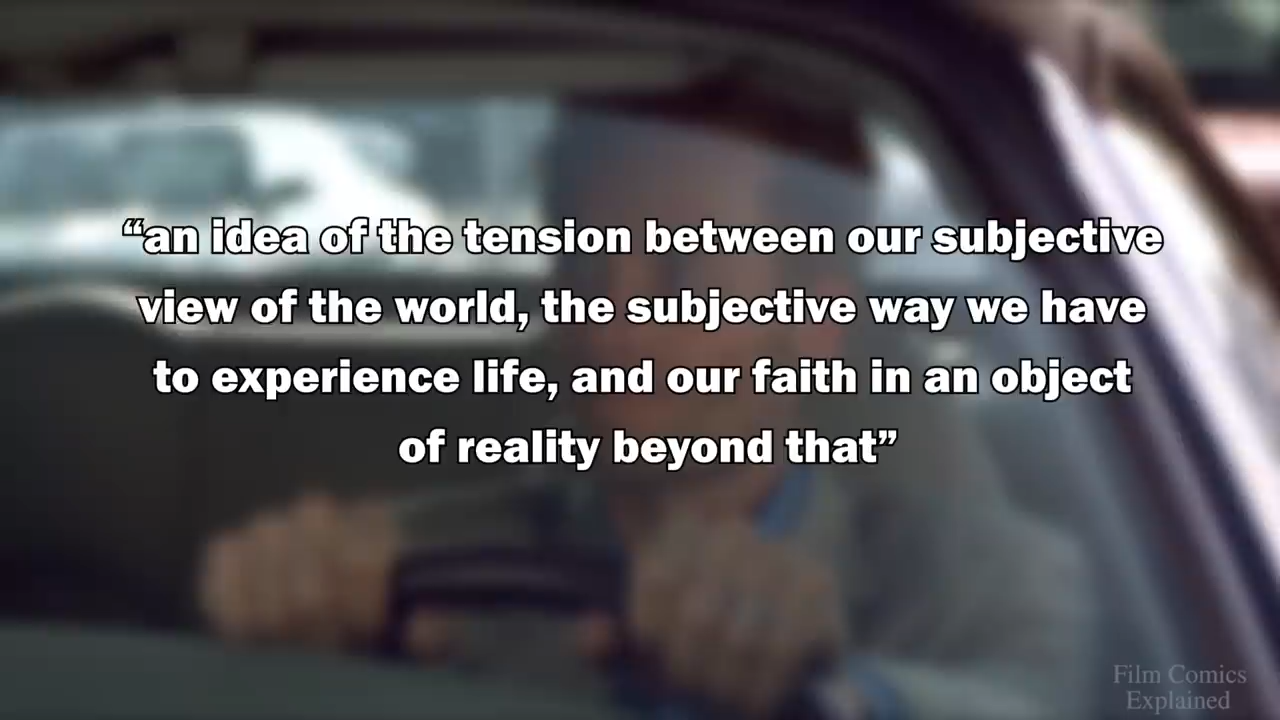 “an idea of the tension between our subjective
view of the world, the subjective way we have
to experience life, and our faith in an object
of reality beyond that”
Film Comics
Explained